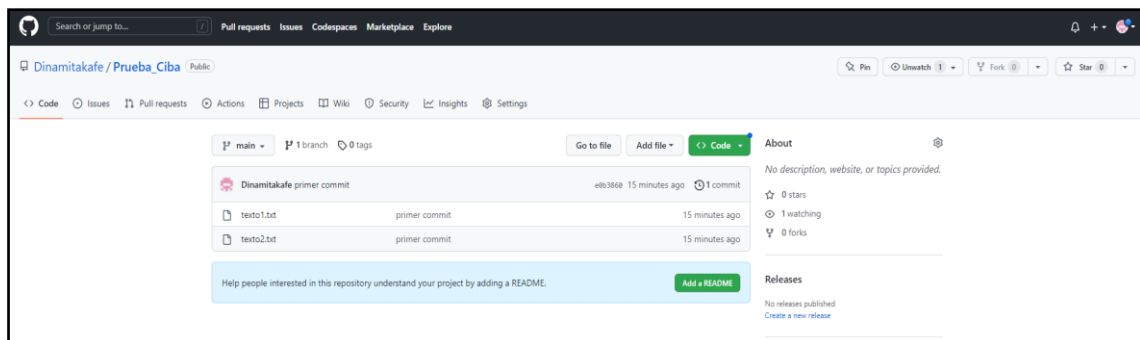 Search or jump to... / Pull requests Issues Codespaces Marketplace Explore
Dinamitakafe / Prueba_Ciba Public Pin Unwatch 1 Fork 0 Star 0
<> Code Issues Pull requests Actions Projects Wiki Security Insights Settings
main 1 branch 0 tags Go to file Add file <> Code
About
No description, website, or topics provided.
Dinamitakafe primer commit e0b3860 15 minutes ago 1 commit
texto1.txt primer commit 15 minutes ago
texto2.txt primer commit 15 minutes ago
0 stars
1 watching
0 forks
Help people interested in this repository understand your project by adding a README. Add a README
Releases
No releases published
Create a new release